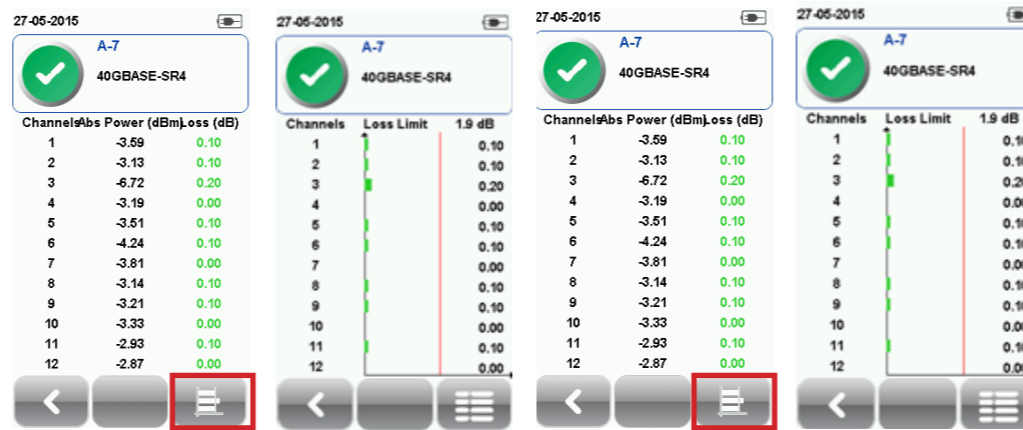 27-05-2015
A-7
40GBASE-SR4
Channels Abs Power (dBm) Loss (dB)
1 -3.59 0.10
2 -3.13 0.10
3 -6.72 0.20
4 -3.19 0.00
5 -3.51 0.10
6 -4.24 0.10
7 -3.81 0.00
8 -3.14 0.10
9 -3.21 0.10
10 -3.33 0.00
11 -2.93 0.10
12 -2.87 0.00
27-05-2015
A-7
40GBASE-SR4
Channels Loss Limit 1.9 dB
1 0.10
2 0.10
3 0.20
4 0.00
5 0.10
6 0.10
7 0.00
8 0.10
9 0.10
10 0.00
11 0.10
12 0.00
27-05-2015
A-7
40GBASE-SR4
Channels Abs Power (dBm) Loss (dB)
1 -3.59 0.10
2 -3.13 0.10
3 -6.72 0.20
4 -3.19 0.00
5 -3.51 0.10
6 -4.24 0.10
7 -3.81 0.00
8 -3.14 0.10
9 -3.21 0.10
10 -3.33 0.00
11 -2.93 0.10
12 -2.87 0.00
27-05-2015
A-7
40GBASE-SR4
Channels Loss Limit 1.9 dB
1
2
3
4
5
6
7
8
9
10
11
12